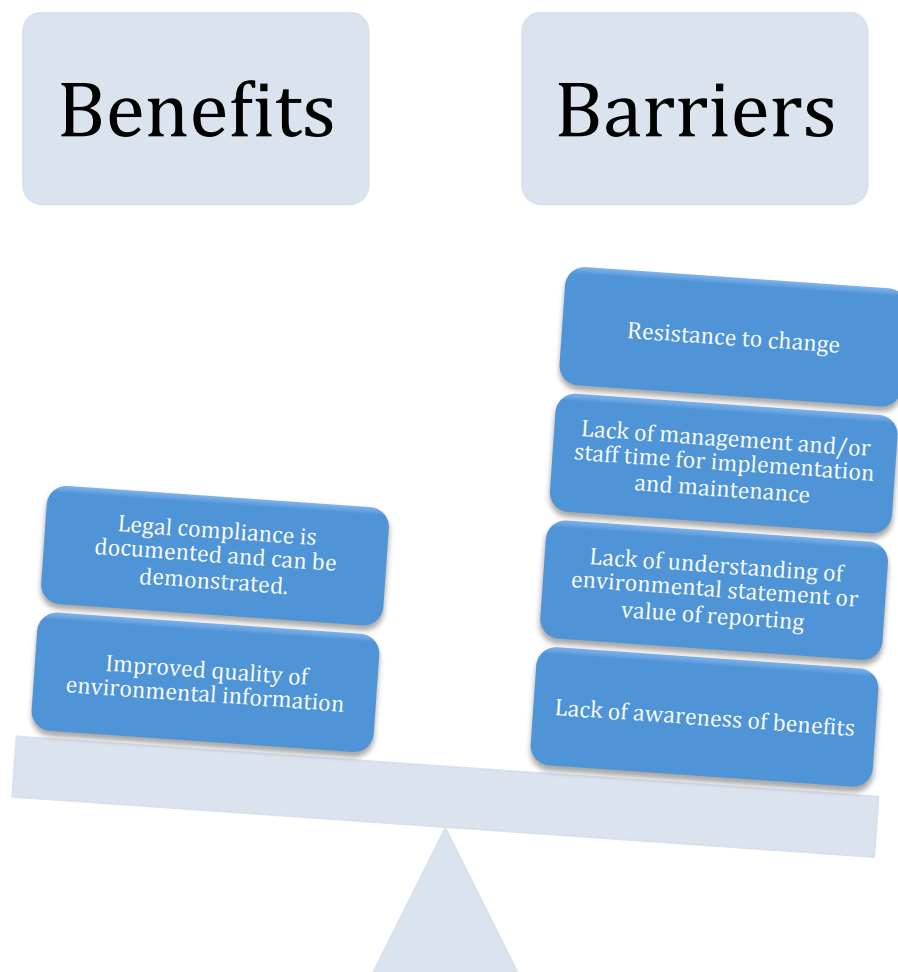 Benefits
Barriers
Resistance to change
Lack of management and/or
staff time for implementation
and maintenance
Lack of understanding of
environmental statement or
value of reporting
Lack of awareness of benefits
Legal compliance is
documented and can be
demonstrated.
Improved quality of
environmental information